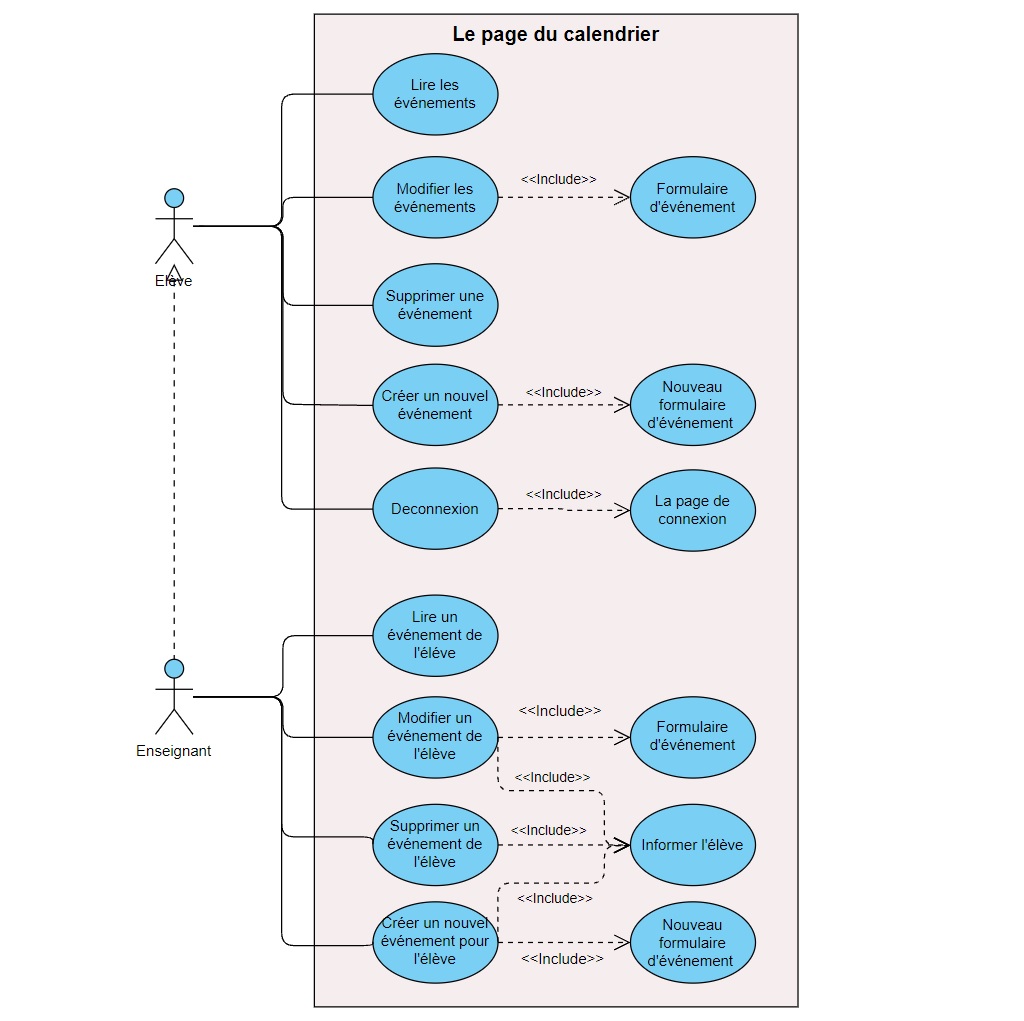 Le page du calendrier
Lire les
événements
Modifier les
événements
<<Include>>
Formulaire
d'événement
Elève
Supprimer une
événement
Créer un nouvel
événement
<<Include>>
Nouveau
formulaire
d'événement
Deconnexion
<<Include>>
La page de
connexion
Lire un
événement de
l'éléve
Enseignant
Modifier un
événement de
l'élève
<<Include>>
Formulaire
d'événement
<<Include>>
Supprimer un
événement de
l'élève
<<Include>>
Informer l'élève
<<Include>>
Créer un nouvel
événement pour
l'élève
<<Include>>
Nouveau
formulaire
d'événement